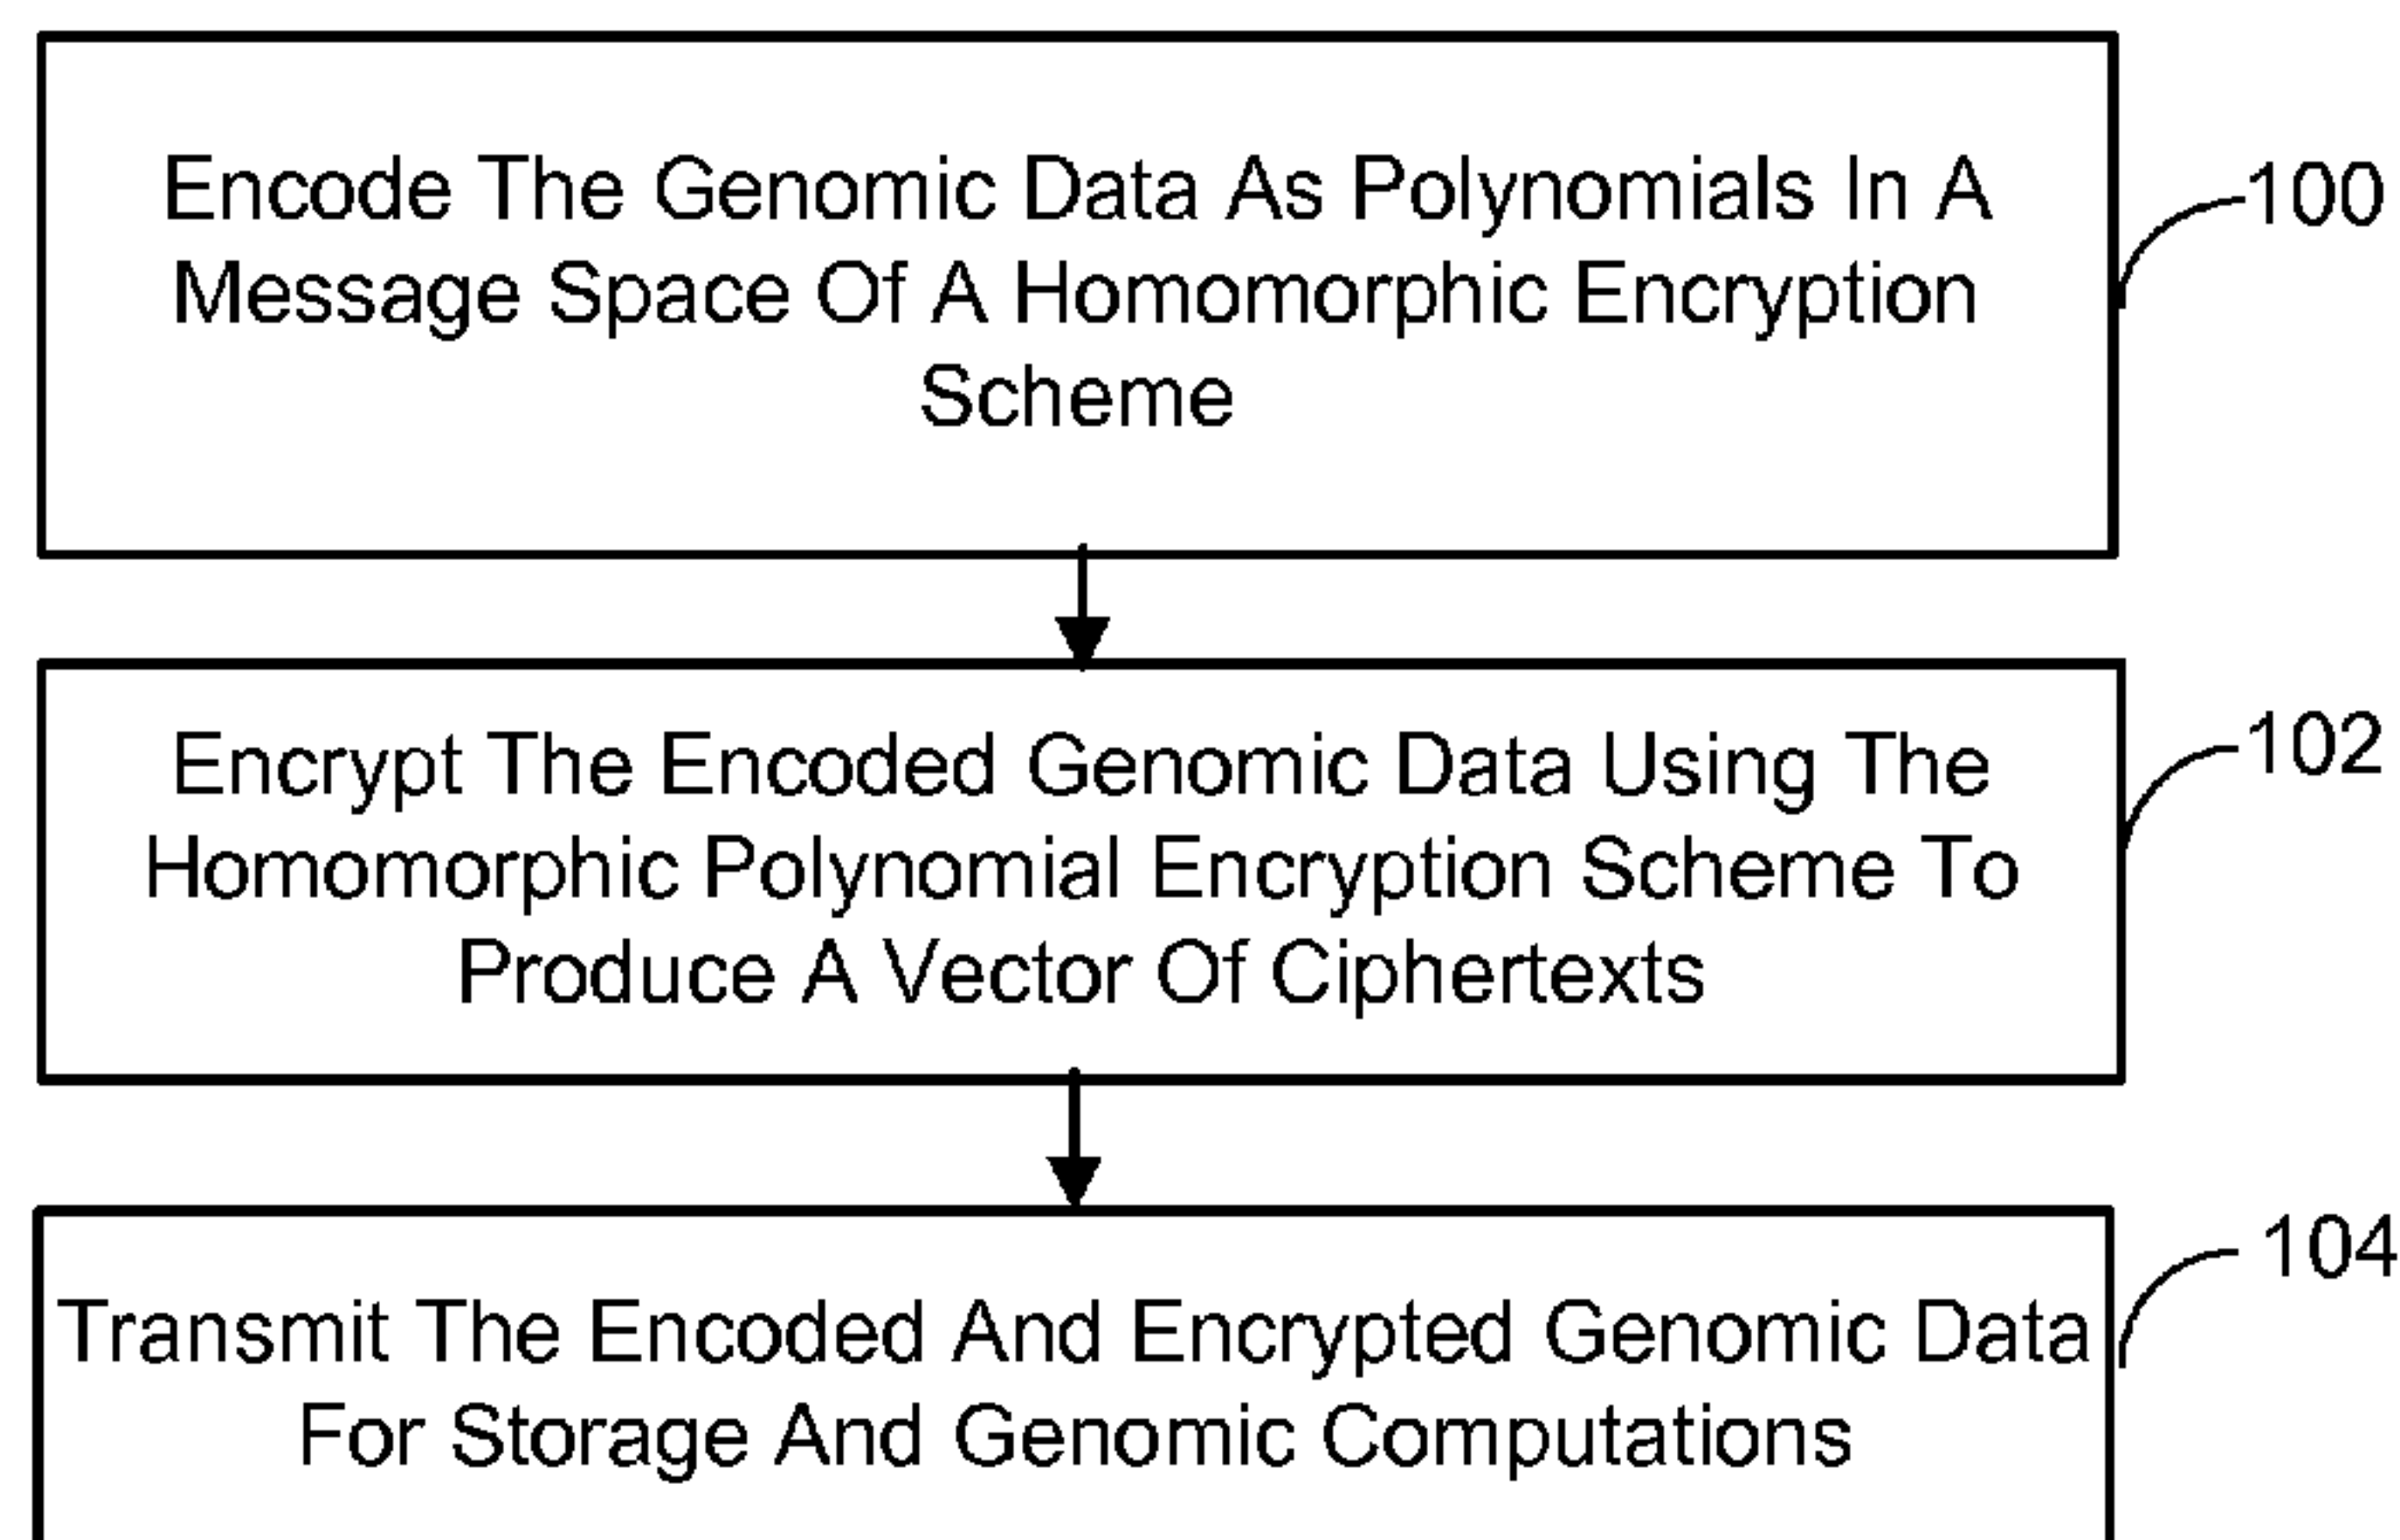 Encode The Genomic Data As Polynomials In A
Message Space Of A Homomorphic Encryption
Scheme
100
Encrypt The Encoded Genomic Data Using The
Homomorphic Polynomial Encryption Scheme To
Produce A Vector Of Ciphertexts
102
Transmit The Encoded And Encrypted Genomic Data
For Storage And Genomic Computations
104